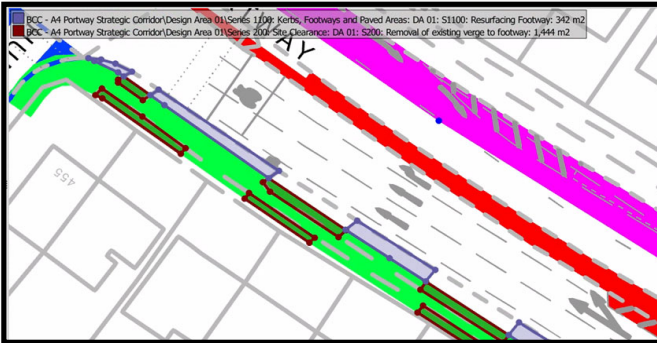 BCC - A4 Portway Strategic Corridor\Design Area 01\Series 1100: Kerbs, Footways and Paved Areas: DA 01: S1100: Resurfacing Footway: 342 m2
BCC - A4 Portway Strategic Corridor\Design Area 01\Series 200: Site Clearance: DA 01: S200: Removal of existing verge to footway: 1,444 m2
WAY
455